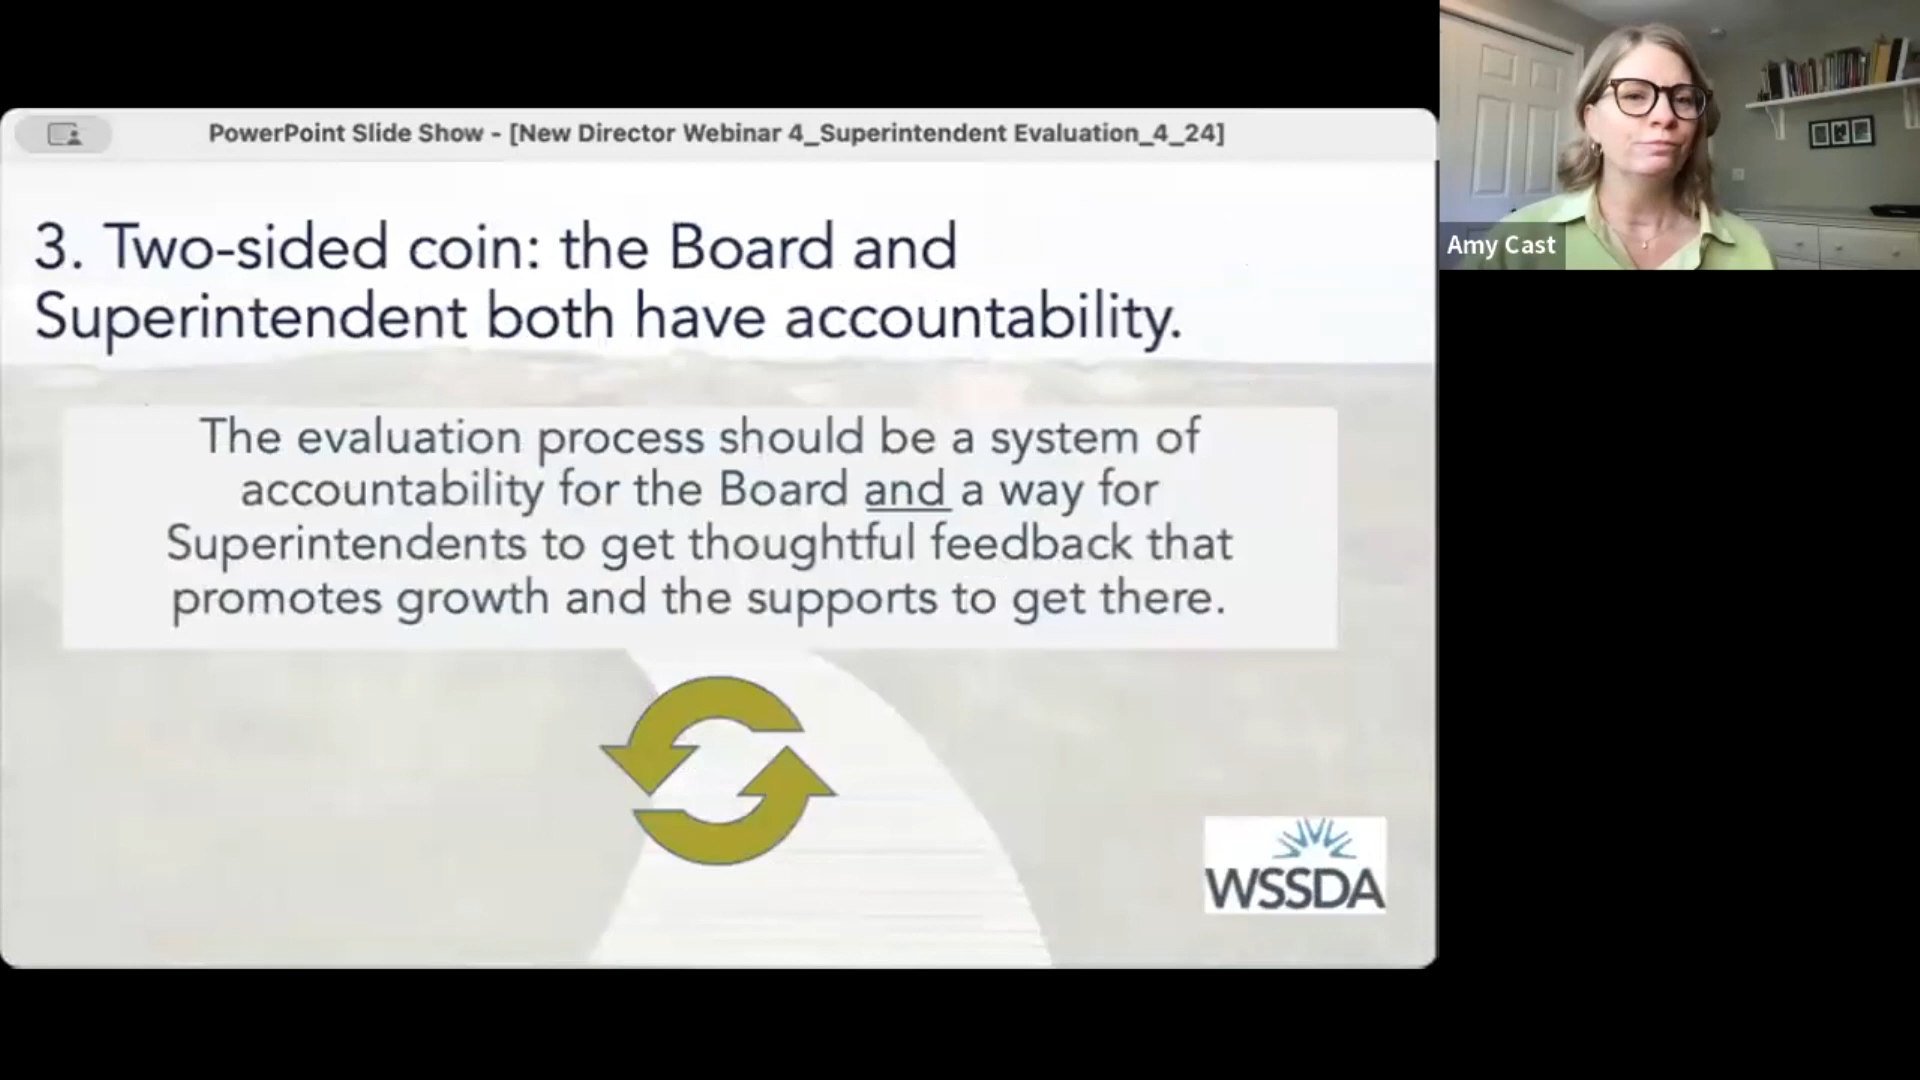 PowerPoint Slide Show - [New Director Webinar 4_Superintendent Evaluation_4_24]
3. Two-sided coin: the Board and
Superintendent both have accountability.
The evaluation process should be a system of
accountability for the Board and a way for
Superintendents to get thoughtful feedback that
promotes growth and the supports to get there.
WSSDA
Amy Cast